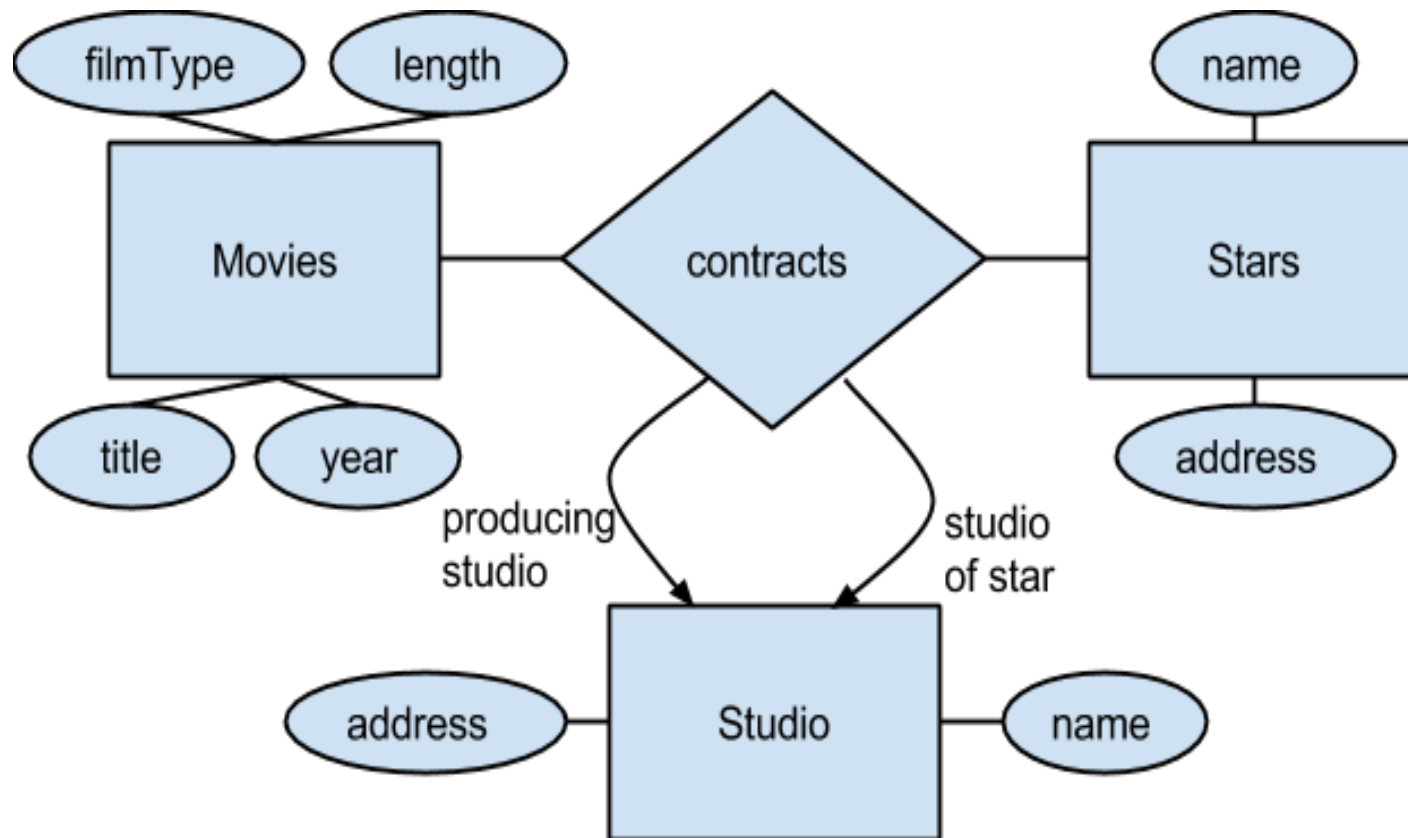 filmType
length
name
Movies
contracts
Stars
title
year
address
producing
studio
studio
of star
address
Studio
name